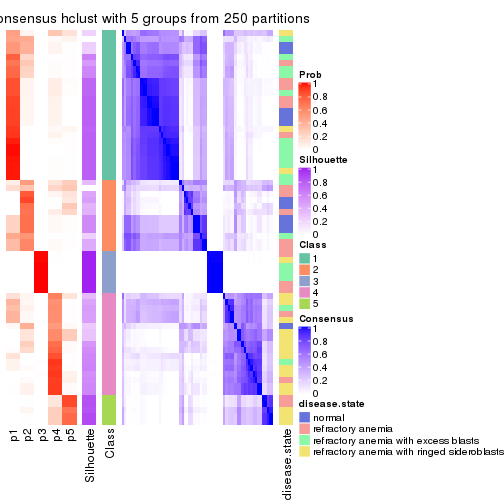 onsensus hclust with 5 groups from 250 partitions
Prob
1
0.8
0.6
0.4
0.2
0
Silhouette
1
0.8
0.6
0.4
0.2
0
Class
1
2
3
4
5
Consensus
1
0.8
0.6
0.4
0.2
0
disease.state
normal
refractory anemia
refractory anemia with excess blasts
refractory anemia with ringed sideroblasts
p1
p2
p3
p4
p5
Silhouette
Class
disease.state